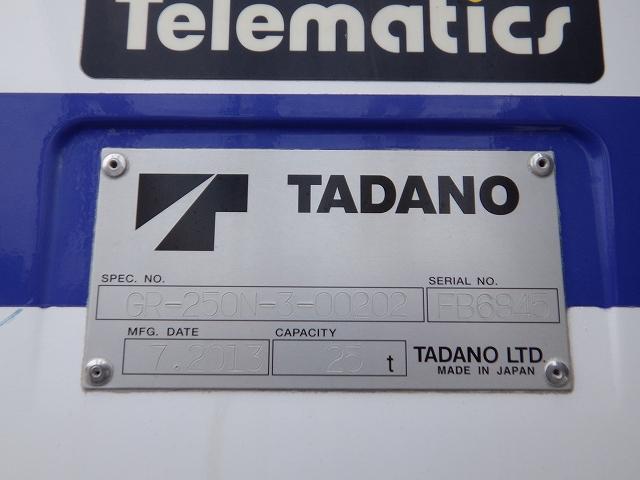 Telematics
TADANO
SPEC. NO.
SERIAL NO.
GR-250N-3-00202
FB6945
MFG. DATE
CAPACITY
7.2013
25 t
TADANO LTD.
MADE IN JAPAN